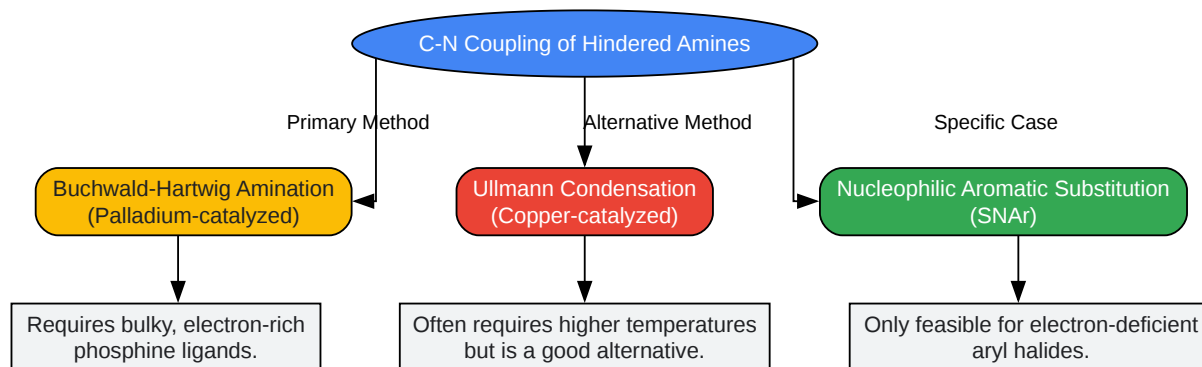 C-N Coupling of Hindered Amines
Primary Method
Alternative Method
Specific Case
Buchwald-Hartwig Amination
(Palladium-catalyzed)
Ullmann Condensation
(Copper-catalyzed)
Nucleophilic Aromatic Substitution
(SNAr)
Requires bulky, electron-rich
phosphine ligands.
Often requires higher temperatures
but is a good alternative.
Only feasible for electron-deficient
aryl halides.